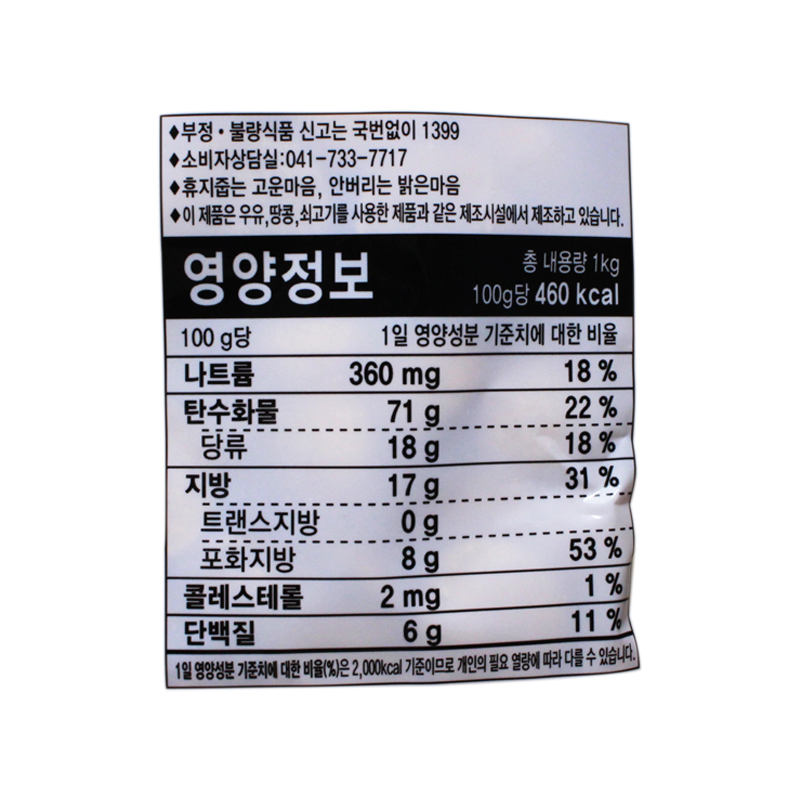 ♦부정・불량식품 신고는 국번없이 1399
♦소비자상담실:041-733-7717
♦휴지줍는 고운마음, 안버리는 밝은마음
♦이 제품은 우유,땅콩,쇠고기를 사용한 제품과 같은 제조시설에서 제조하고 있습니다.
영양정보
총 내용량 1kg
100g당 460 kcal
100 g당 1일 영양성분 기준치에 대한 비율
나트륨 360 mg 18 %
탄수화물 71 g 22 %
당류 18 g 18 %
지방 17 g 31 %
트랜스지방 0 g
포화지방 8 g 53 %
콜레스테롤 2 mg 1 %
단백질 6 g 11 %
1일 영양성분 기준치에 대한 비율(%)은 2,000kcal 기준이므로 개인의 필요 열량에 따라 다를 수 있습니다.